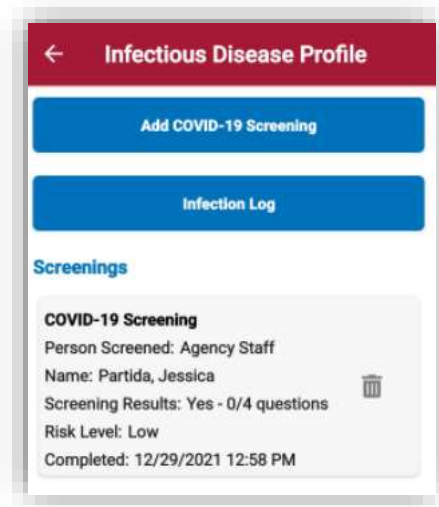 Infectious Disease Profile
Add COVID-19 Screening
Infection Log
Screenings
COVID-19 Screening
Person Screened: Agency Staff
Name: Partida, Jessica
Screening Results: Yes - 0/4 questions
Risk Level: Low
Completed: 12/29/2021 12:58 PM